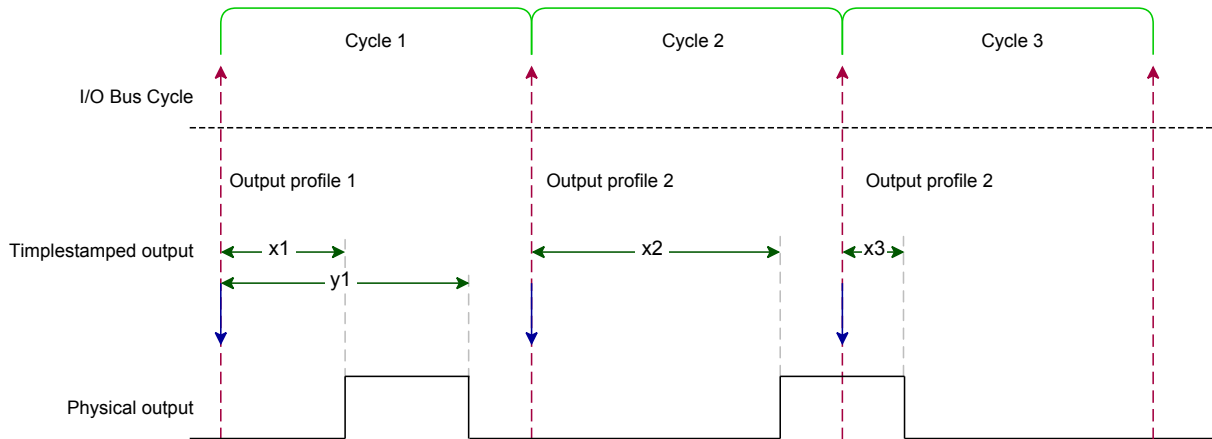 Cycle 1
Cycle 2
Cycle 3
I/O Bus Cycle
Output profile 1
Output profile 2
Output profile 2
Timplestamped output
x1
x2
x3
y1
Physical output